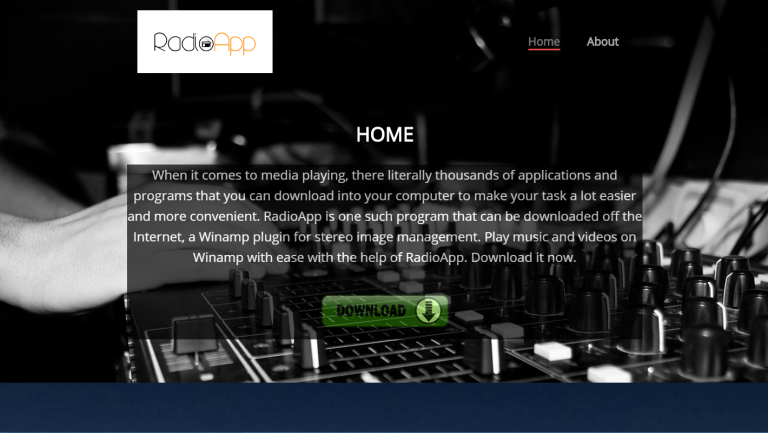 RadioApp
Home About
HOME
When it comes to media playing, there literally thousands of applications and
programs that you can download into your computer to make your task a lot easier
and more convenient. RadioApp is one such program that can be downloaded off the
Internet, a Winamp plugin for stereo image management. Play music and videos on
Winamp with ease with the help of RadioApp. Download it now.
DOWNLOAD